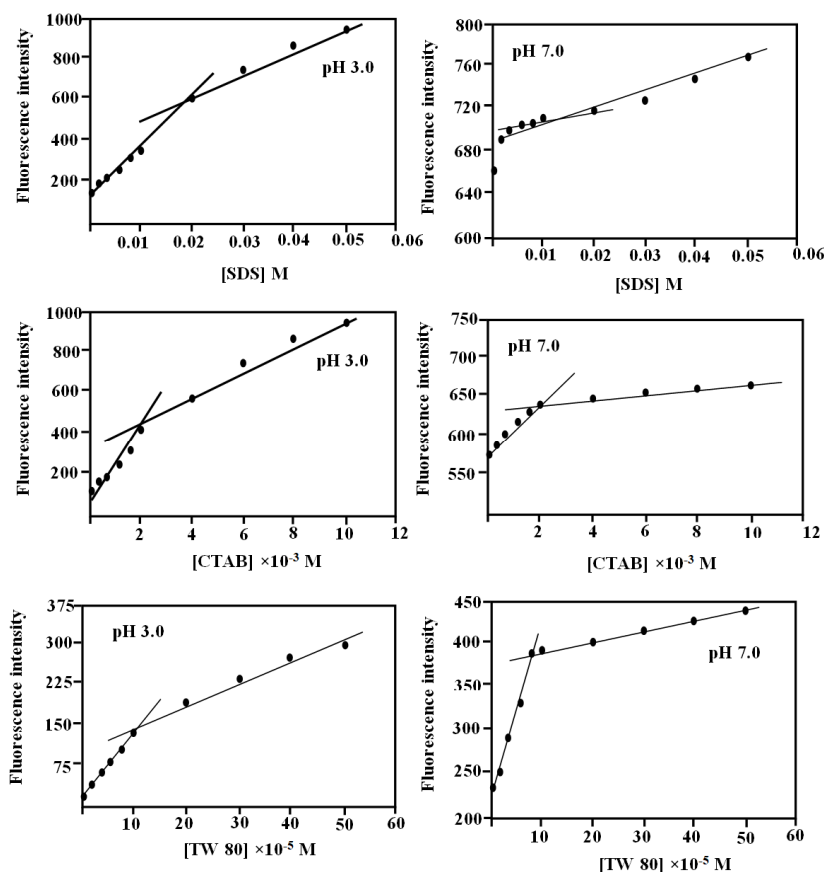 Fluorescence intensity
1000
800
600
400
200
pH 3.0
0.01 0.02 0.03 0.04 0.05 0.06
[SDS] M
Fluorescence intensity
800
760
720
680
640
600
pH 7.0
0.01 0.02 0.03 0.04 0.05 0.06
[SDS] M
Fluorescence intensity
1000
800
600
400
200
pH 3.0
2 4 6 8 10 12
[CTAB] ×10-3 M
Fluorescence intensity
750
700
650
600
550
pH 7.0
2 4 6 8 10 12
[CTAB] ×10-3 M
Fluorescence intensity
375
300
225
150
75
pH 3.0
10 20 30 40 50 60
[TW 80] ×10-5 M
Fluorescence intensity
450
400
350
300
250
200
pH 7.0
10 20 30 40 50 60
[TW 80] ×10-5 M